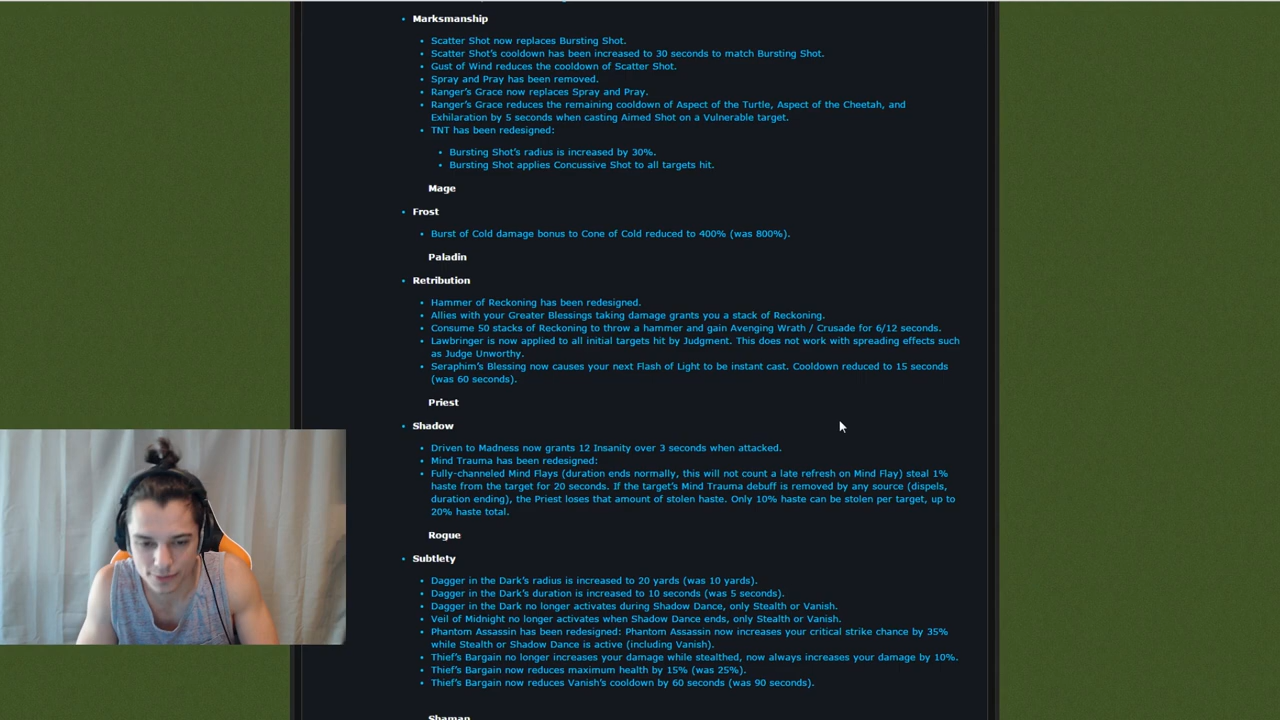 Marksmanship
Scatter Shot now replaces Bursting Shot.
Scatter Shot's cooldown has been increased to 30 seconds to match Bursting Shot.
Gust of Wind reduces the cooldown of Scatter Shot.
Spray and Pray has been removed.
Ranger's Grace now replaces Spray and Pray.
Ranger's Grace reduces the remaining cooldown of Aspect of the Turtle, Aspect of the Cheetah, and
Exhilaration by 5 seconds when casting Aimed Shot on a Vulnerable target.
TNT has been redesigned:
Bursting Shot's radius is increased by 30%.
Bursting Shot applies Concussive Shot to all targets hit.
Mage
Frost
Burst of Cold damage bonus to Cone of Cold reduced to 400% (was 800%).
Paladin
Retribution
Hammer of Reckoning has been redesigned.
Allies with your Greater Blessings taking damage grants you a stack of Reckoning.
Consume 50 stacks of Reckoning to throw a hammer and gain Avenging Wrath / Crusade for 6/12 seconds.
Lawbringer is now applied to all initial targets hit by Judgment. This does not work with spreading effects such
as Judge Unworthy.
Seraphim's Blessing now causes your next Flash of Light to be instant cast. Cooldown reduced to 15 seconds
(was 60 seconds).
Priest
Shadow
Driven to Madness now grants 12 Insanity over 3 seconds when attacked.
Mind Trauma has been redesigned:
Fully-channeled Mind Flays (duration ends normally, this will not count a late refresh on Mind Flay) steal 1%
haste from the target for 20 seconds. If the target's Mind Trauma debuff is removed by any source (dispels,
duration ending), the Priest loses that amount of stolen haste. Only 10% haste can be stolen per target, up to
20% haste total.
Rogue
Subtlety
Dagger in the Dark's radius is increased to 20 yards (was 10 yards).
Dagger in the Dark's duration is increased to 10 seconds (was 5 seconds).
Dagger in the Dark no longer activates during Shadow Dance, only Stealth or Vanish.
Veil of Midnight no longer activates when Shadow Dance ends, only Stealth or Vanish.
Phantom Assassin has been redesigned: Phantom Assassin now increases your critical strike chance by 35%
while Stealth or Shadow Dance is active (including Vanish).
Thief's Bargain no longer increases your damage while stealthed, now always increases your damage by 10%.
Thief's Bargain now reduces maximum health by 15% (was 25%).
Thief's Bargain now reduces Vanish's cooldown by 60 seconds (was 90 seconds).
Shaman